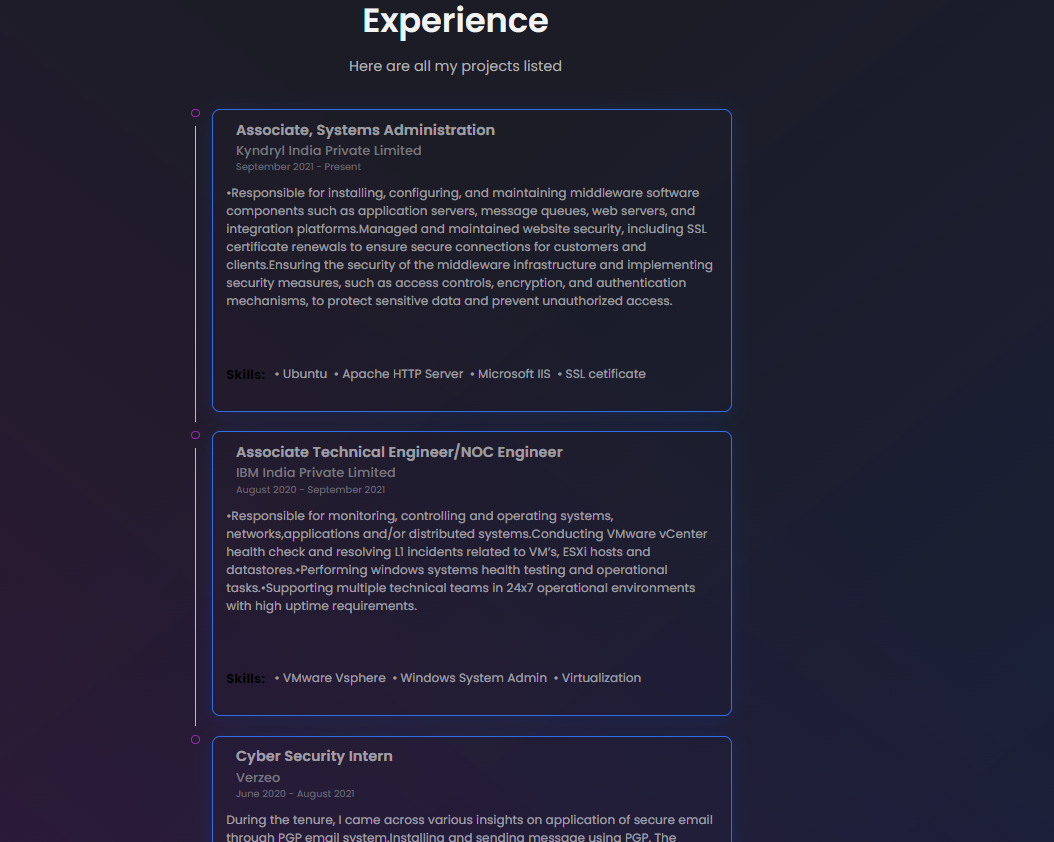 Experience
Here are all my projects listed
Associate, Systems Administration
Kyndryl India Private Limited
September 2021 - Present
•Responsible for installing, configuring, and maintaining middleware software
components such as application servers, message queues, web servers, and
integration platforms.Managed and maintained website security, including SSL
certificate renewals to ensure secure connections for customers and
clients.Ensuring the security of the middleware infrastructure and implementing
security measures, such as access controls, encryption, and authentication
mechanisms, to protect sensitive data and prevent unauthorized access.
Skills: • Ubuntu • Apache HTTP Server • Microsoft IIS • SSL cetificate
Associate Technical Engineer/NOC Engineer
IBM India Private Limited
August 2020 - September 2021
•Responsible for monitoring, controlling and operating systems,
networks,applications and/or distributed systems.Conducting VMware vCenter
health check and resolving L1 incidents related to VM’s, ESXi hosts and
datastores.•Performing windows systems health testing and operational
tasks.•Supporting multiple technical teams in 24x7 operational environments
with high uptime requirements.
Skills: • VMware Vsphere • Windows System Admin • Virtualization
Cyber Security Intern
Verzeo
June 2020 - August 2021
During the tenure, I came across various insights on application of secure email
through PGP email system.Installing and sending message using PGP. The